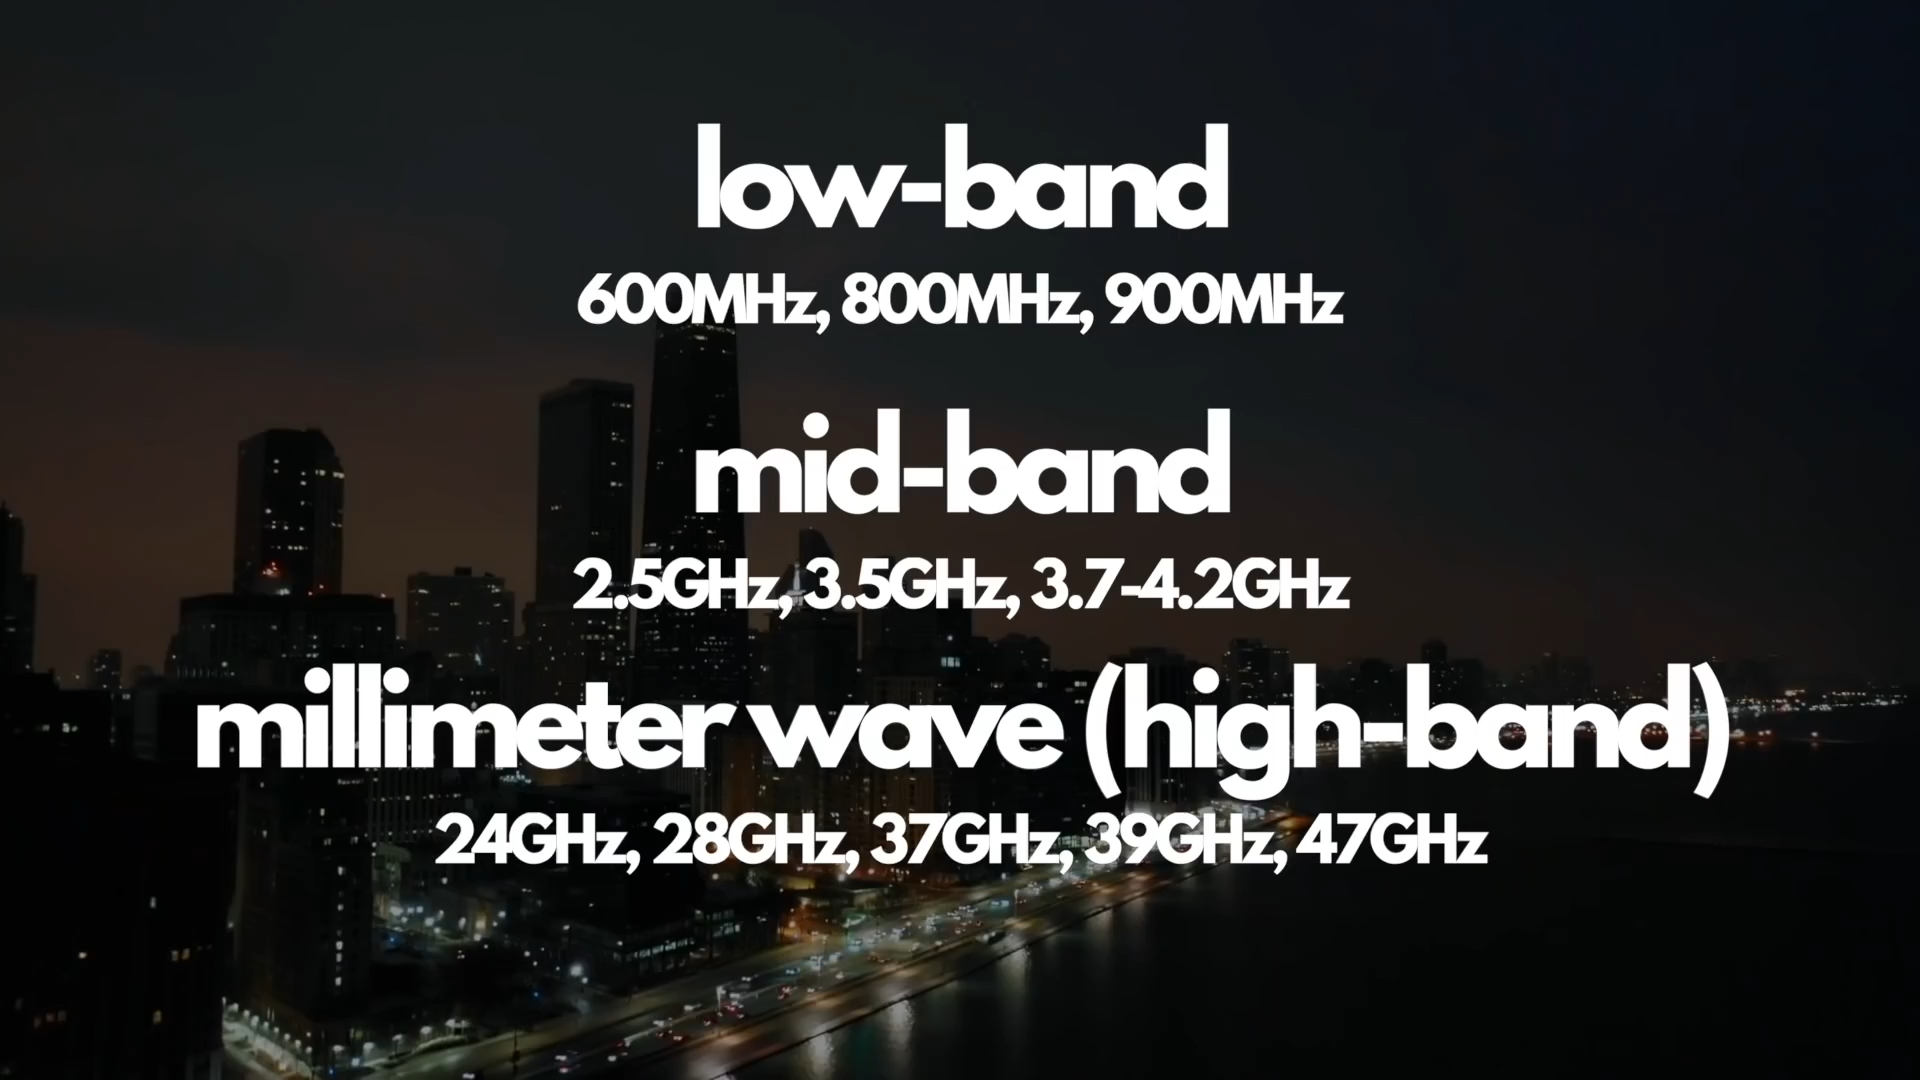 low-band
600MHz, 800MHz, 900MHz
mid-band
2.5GHz, 3.5GHz, 3.7-4.2GHz
millimeter wave (high-band)
24GHz, 28GHz, 37GHz, 39GHz, 47GHz